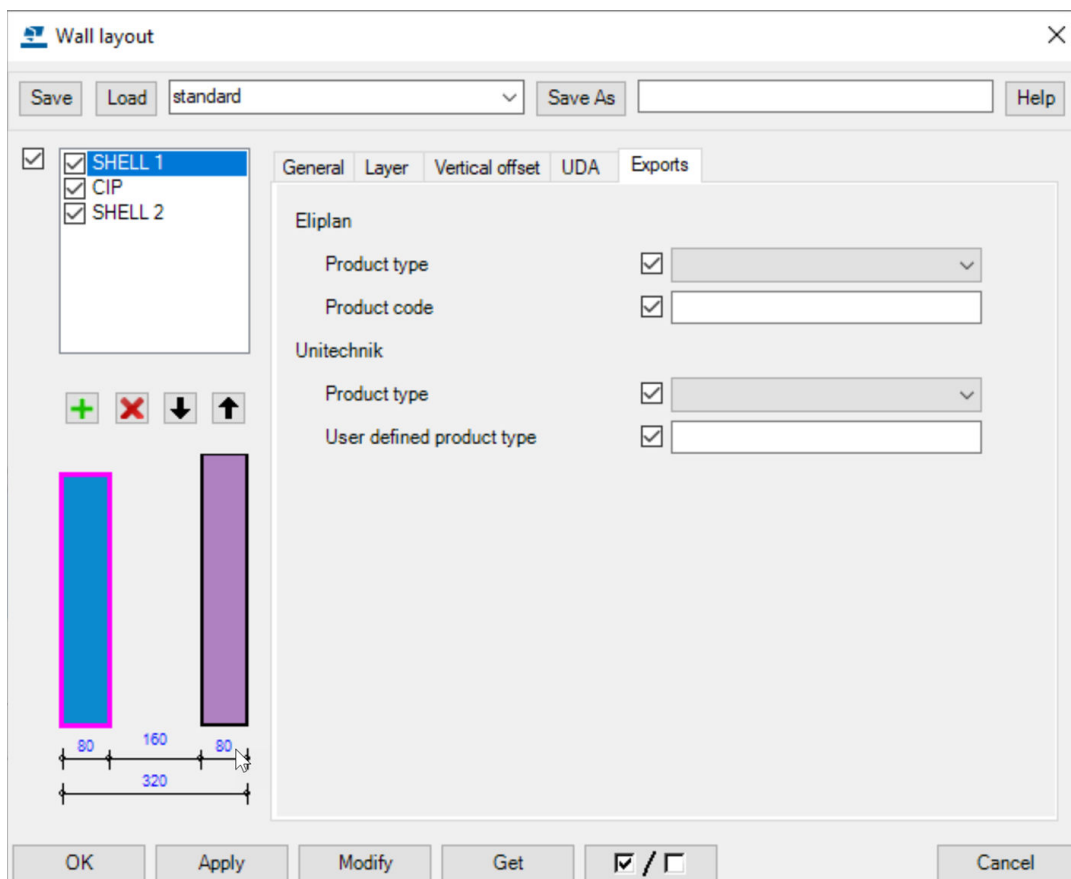 Wall layout
Save Load standard Save As Help
SHELL 1
CIP
SHELL 2
General Layer Vertical offset UDA Exports
Eliplan
Product type
Product code
Unitechnik
Product type
User defined product type
80 160 80
320
OK Apply Modify Get / Cancel